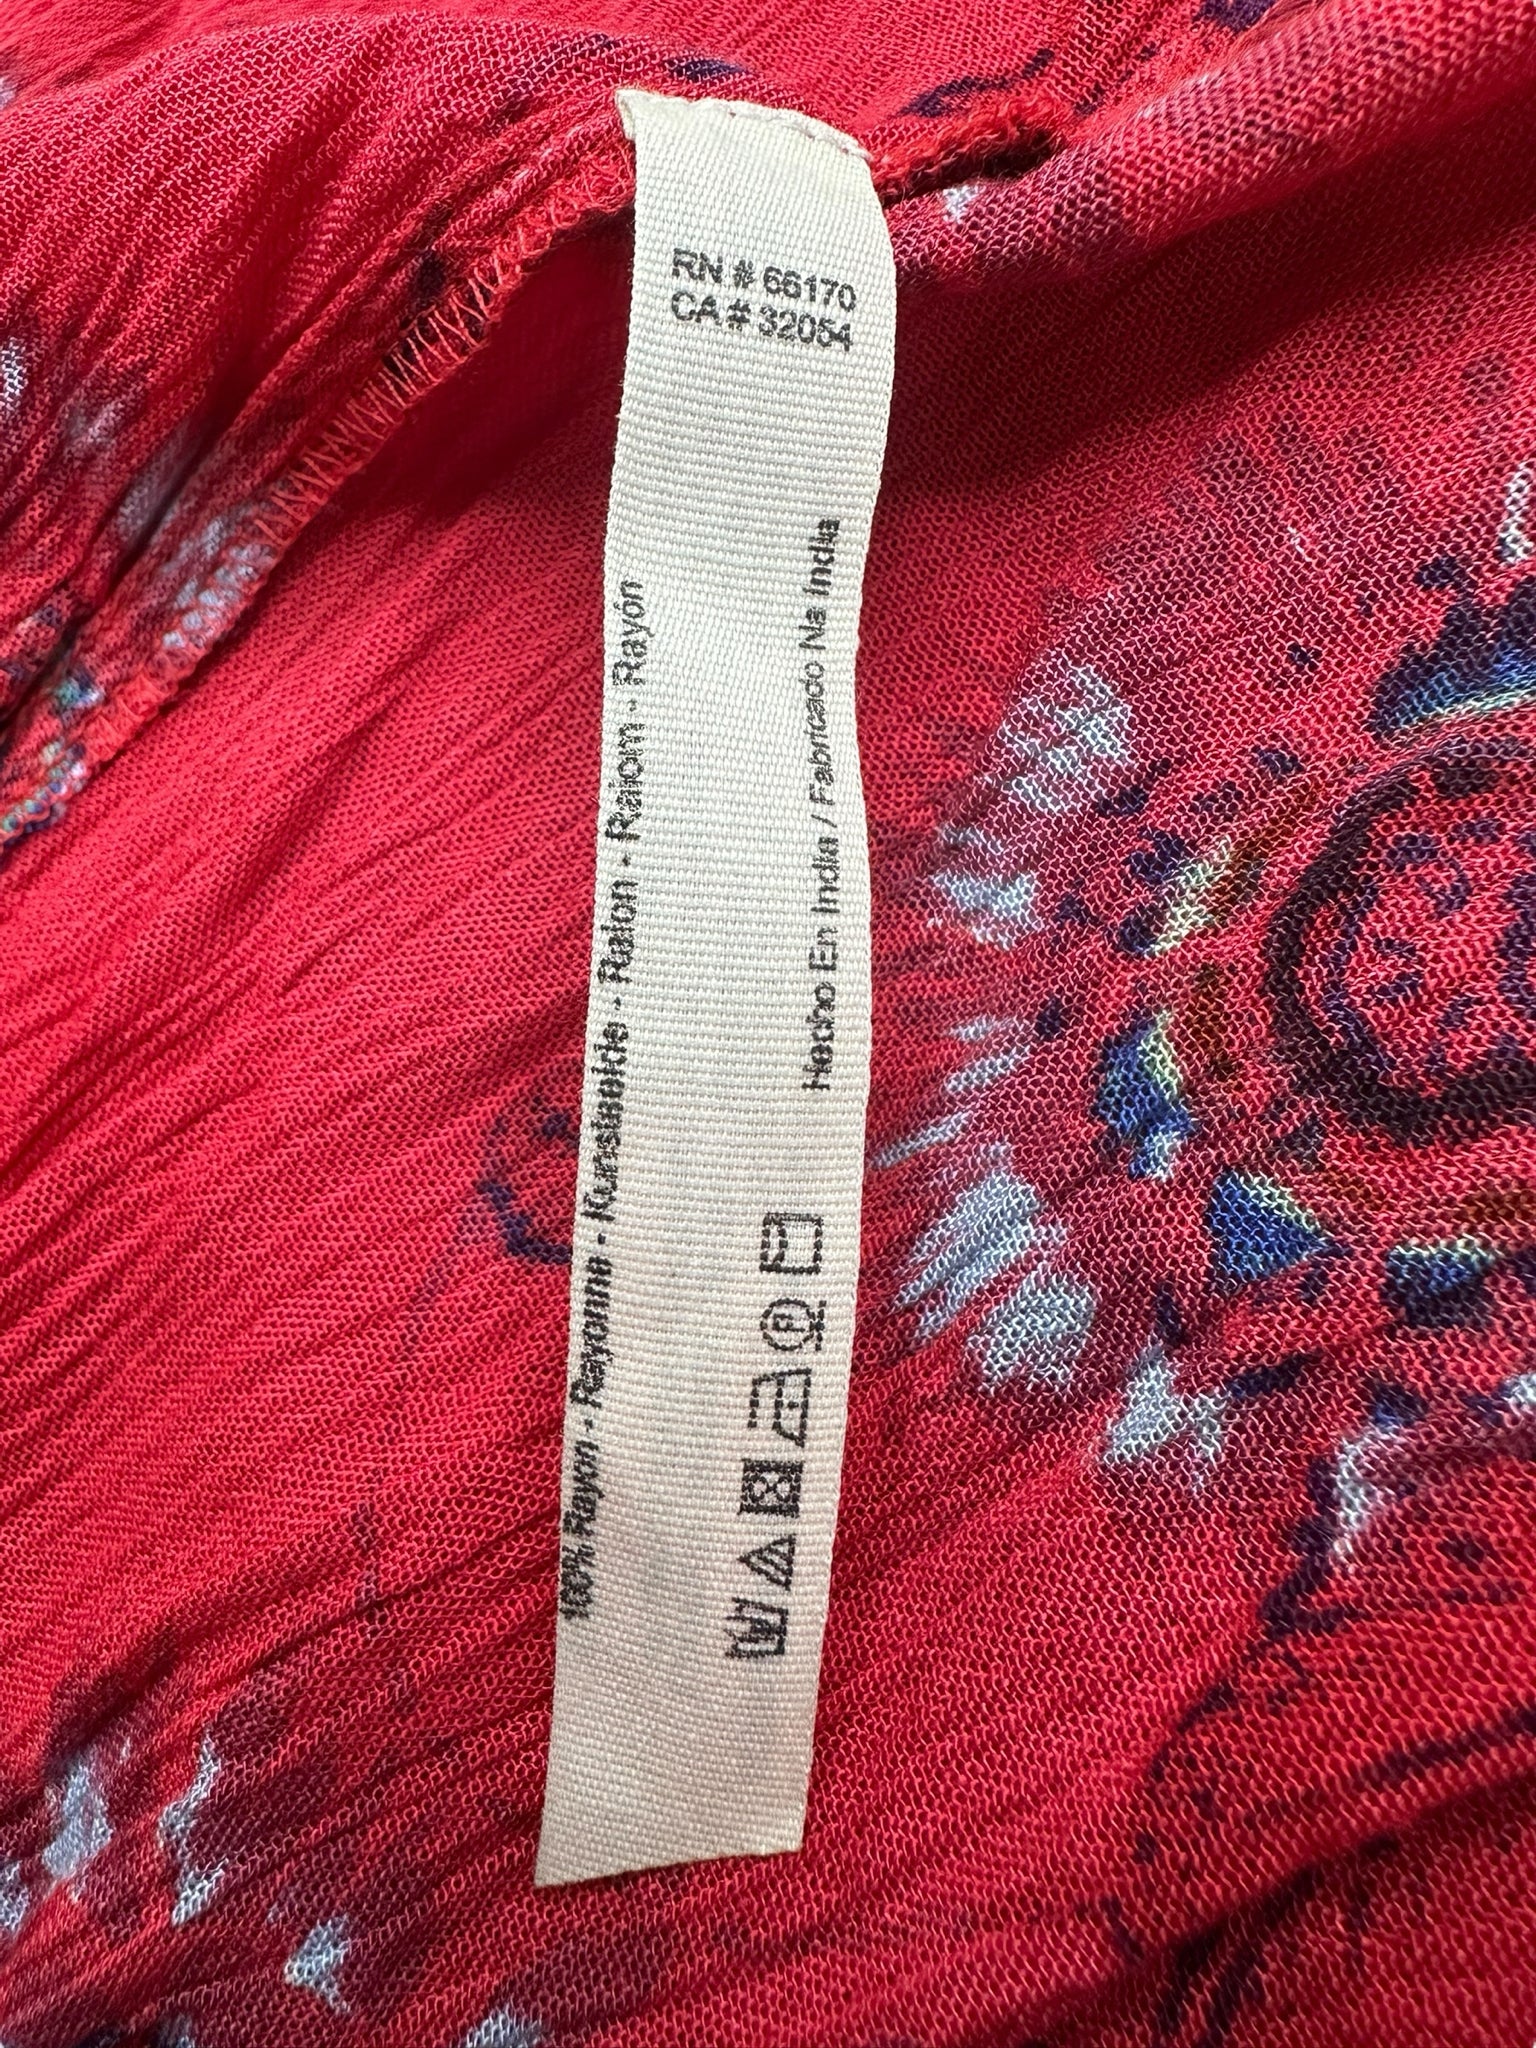 RN # 66170
CA # 32054
100% Rayon - Rayonne - Kunstseide - Raion - Raiom - Rayón
Hecho En India / Fabricado Na India